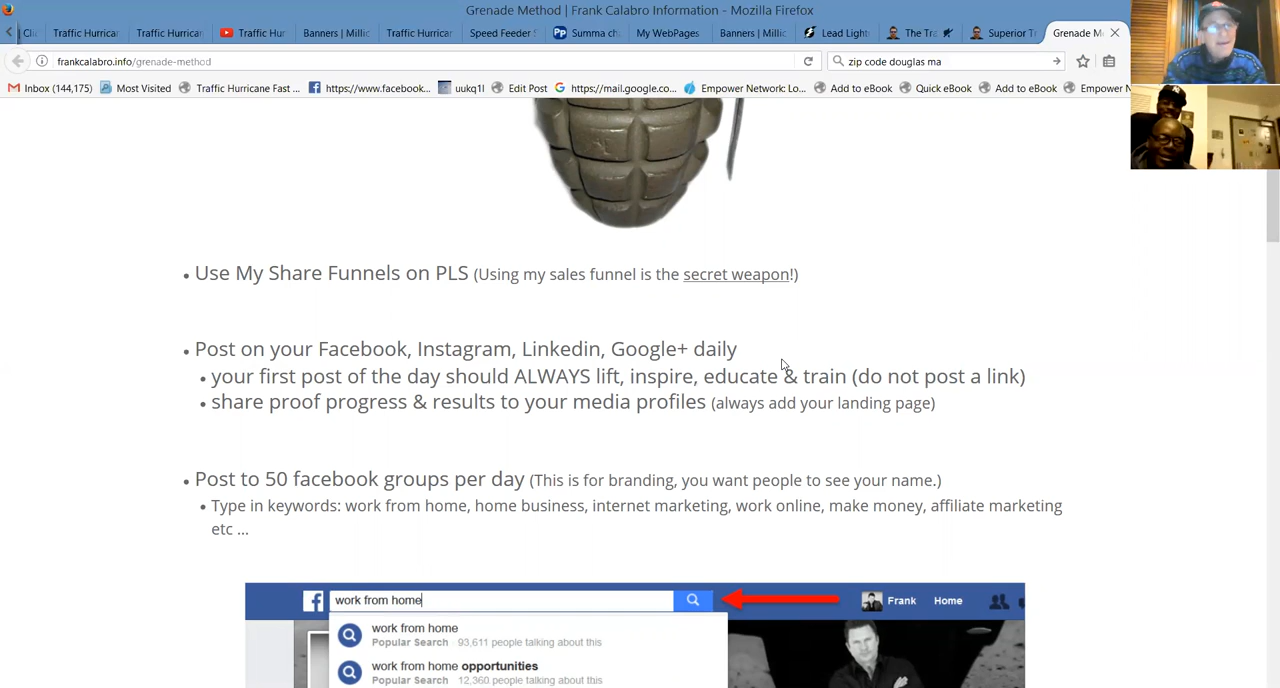 Grenade Method | Frank Calabro Information - Mozilla Firefox
Clic Traffic Hurrican Traffic Hurrican Traffic Hur Banners | Millic Traffic Hurrican Speed Feeder S Pp Summa ch My WebPages Banners | Millic Lead Light The Tra Superior T Grenade M
frankcalabro.info/grenade-method
zip code douglas ma
Inbox (144,175) Most Visited Traffic Hurricane Fast ... https://www.facebook... uukq1l Edit Post https://mail.google.co... Empower Network: Lo... Add to eBook Quick eBook Add to eBook Empower N
• Use My Share Funnels on PLS (Using my sales funnel is the secret weapon!)
• Post on your Facebook, Instagram, Linkedin, Google+ daily
• your first post of the day should ALWAYS lift, inspire, educate & train (do not post a link)
• share proof progress & results to your media profiles (always add your landing page)
• Post to 50 facebook groups per day (This is for branding, you want people to see your name.)
• Type in keywords: work from home, home business, internet marketing, work online, make money, affiliate marketing
etc ...
work from home
Frank Home
work from home
Popular Search · 93,611 people talking about this
work from home opportunities
Popular Search · 12,360 people talking about this